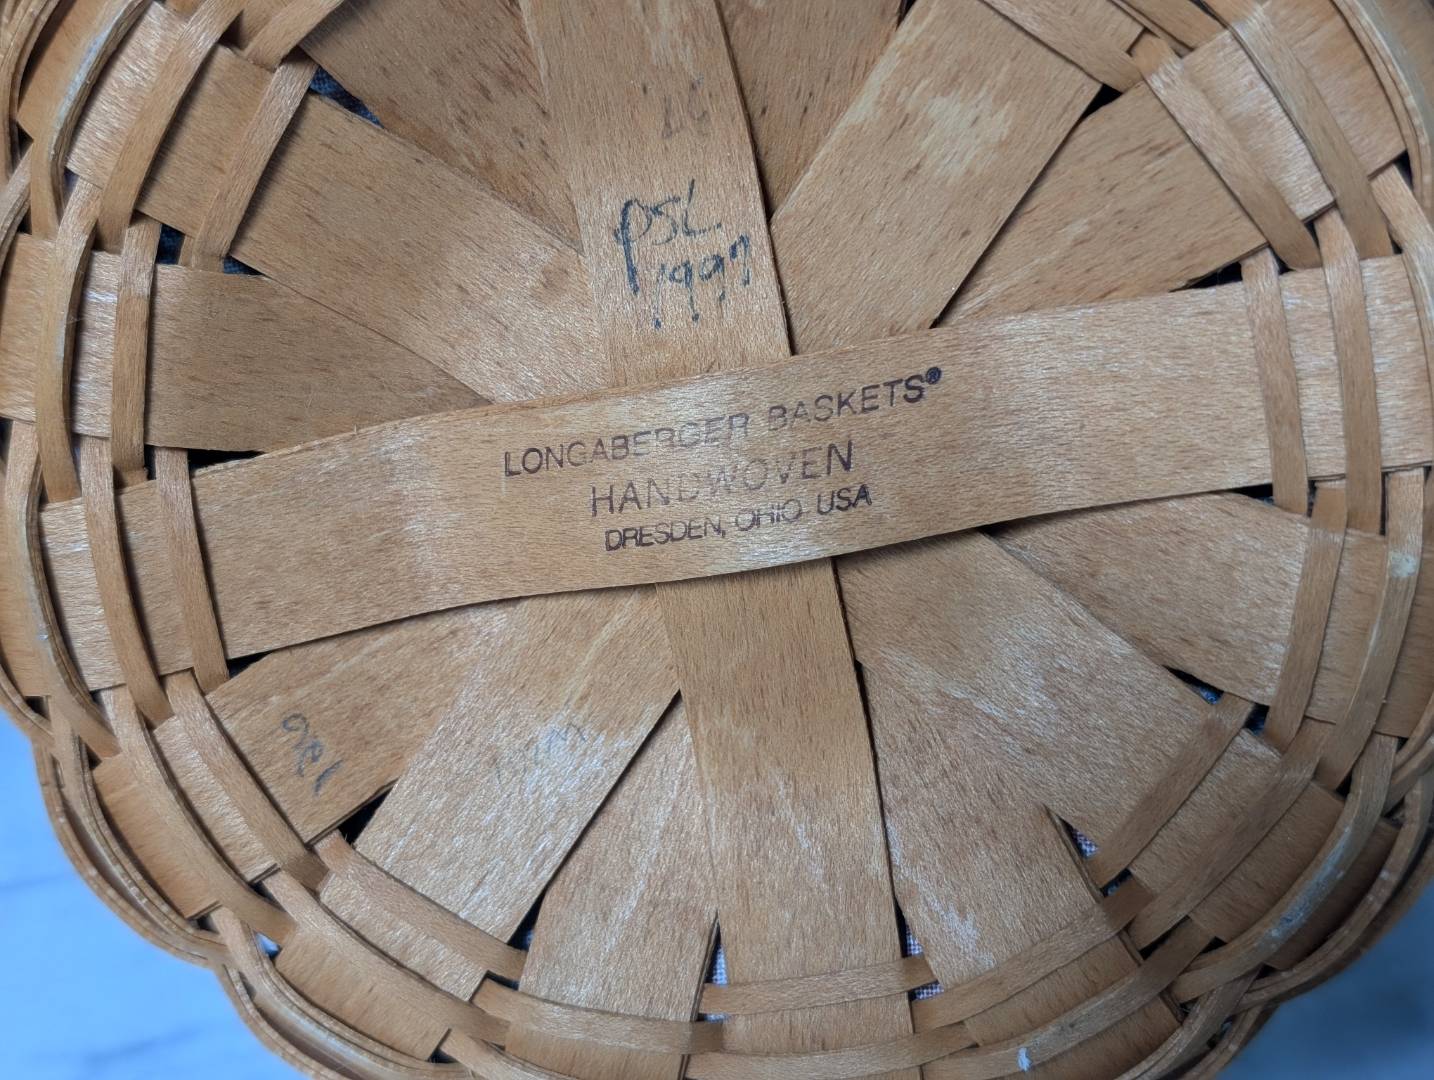 PSL
1997
LONGABERGER BASKETS®
HANDWOVEN
DRESDEN, OHIO USA